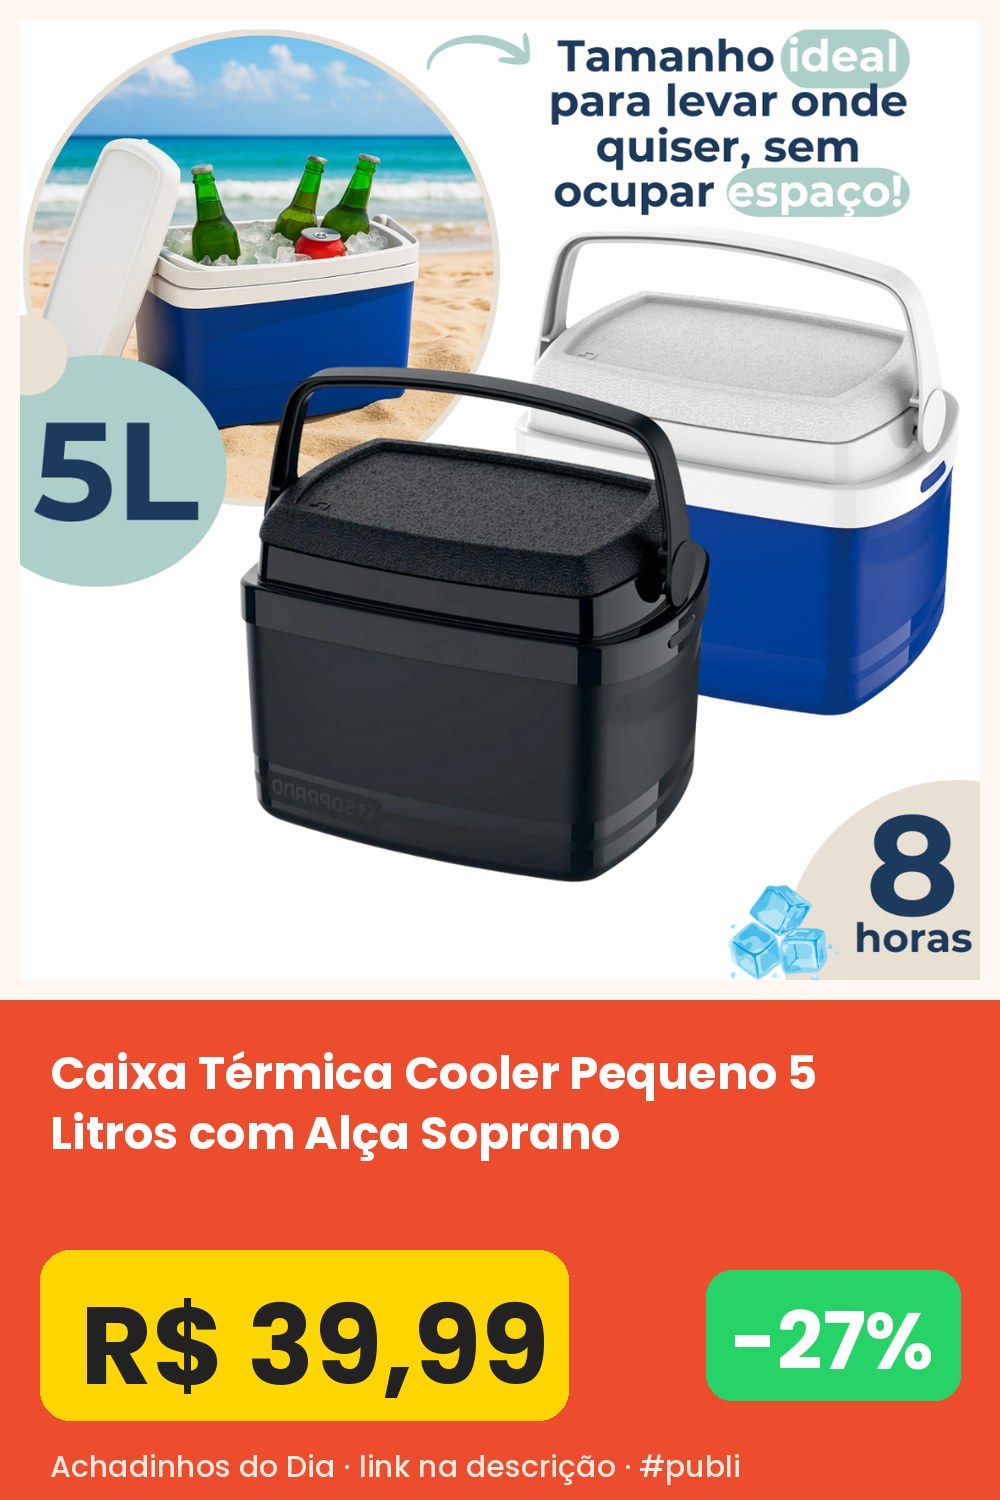 Tamanho ideal
para levar onde
quiser, sem
ocupar espaço!
5L
SOPRANO
8
horas
Caixa Térmica Cooler Pequeno 5
Litros com Alça Soprano
R$ 39,99
-27%
Achadinhos do Dia · link na descrição · #publi